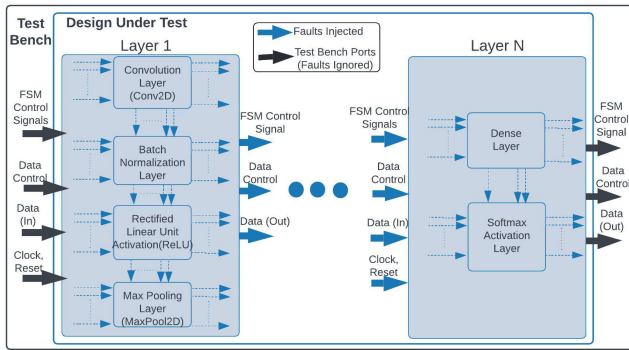 Test
Bench
Design Under Test
Faults Injected
Test Bench Ports
(Faults Ignored)
Layer 1
Layer N
Convolution
Layer
(Conv2D)
Batch
Normalization
Layer
Rectified
Linear Unit
Activation(ReLU)
Max Pooling
Layer
(MaxPool2D)
FSM
Control
Signals
Data
Control
Data
(In)
Clock,
Reset
FSM Control
Signal
Data
Control
Data (Out)
FSM Control
Signals
Data
Control
Data (In)
Clock,
Reset
Dense
Layer
Softmax
Activation
Layer
FSM
Control
Signal
Data
Control
Data
(Out)